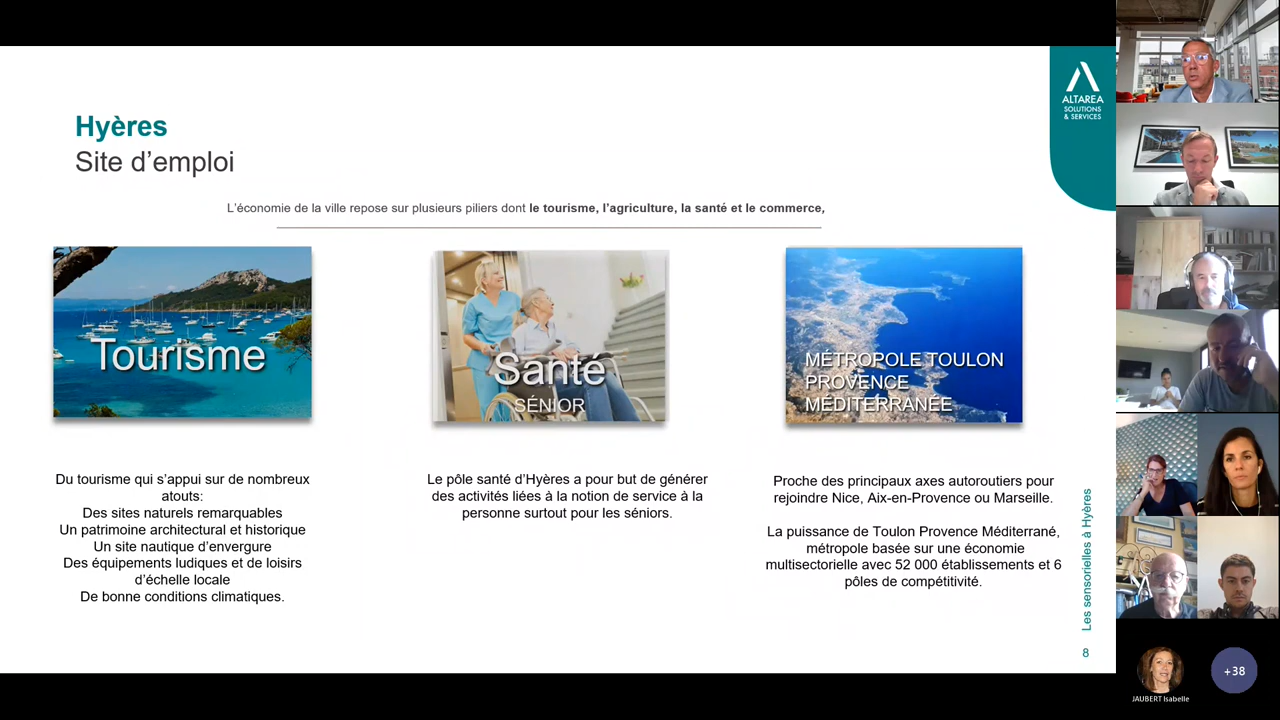 Hyères
Site d’emploi
L’économie de la ville repose sur plusieurs piliers dont le tourisme, l’agriculture, la santé et le commerce,
ALTAREA
SOLUTIONS
& SERVICES
Tourisme
Santé
SÉNIOR
MÉTROPOLE TOULON
PROVENCE
MÉDITERRANÉE
Du tourisme qui s’appui sur de nombreux
atouts:
Des sites naturels remarquables
Un patrimoine architectural et historique
Un site nautique d’envergure
Des équipements ludiques et de loisirs
d’échelle locale
De bonne conditions climatiques.
Le pôle santé d’Hyères a pour but de générer
des activités liées à la notion de service à la
personne surtout pour les séniors.
Proche des principaux axes autoroutiers pour
rejoindre Nice, Aix-en-Provence ou Marseille.
La puissance de Toulon Provence Méditerrané,
métropole basée sur une économie
multisectorielle avec 52 000 établissements et 6
pôles de compétitivité.
Les sensorielles à Hyères
8
JAUBERT Isabelle
+38